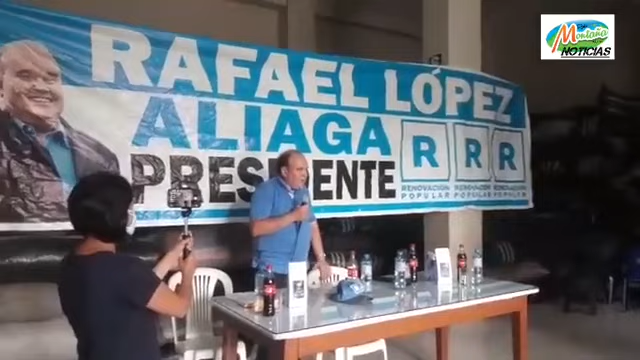 Montaña
NOTICIAS
RAFAEL LÓPEZ
ALIAGA
PRESIDENTE
R R R
RENOVACIÓN RENOVACIÓN RENOVACIÓN
POPULAR POPULAR POPULAR